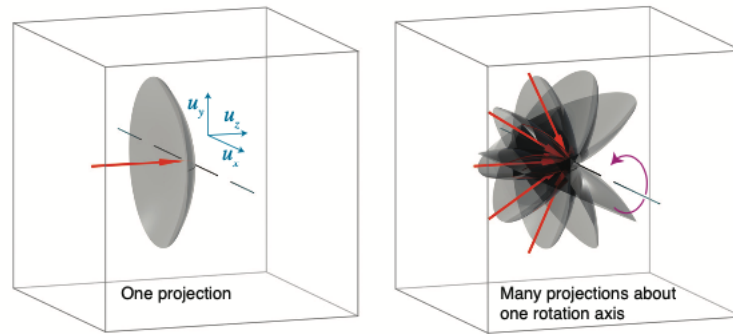 u_y
u_z
u_x
One projection
Many projections about
one rotation axis